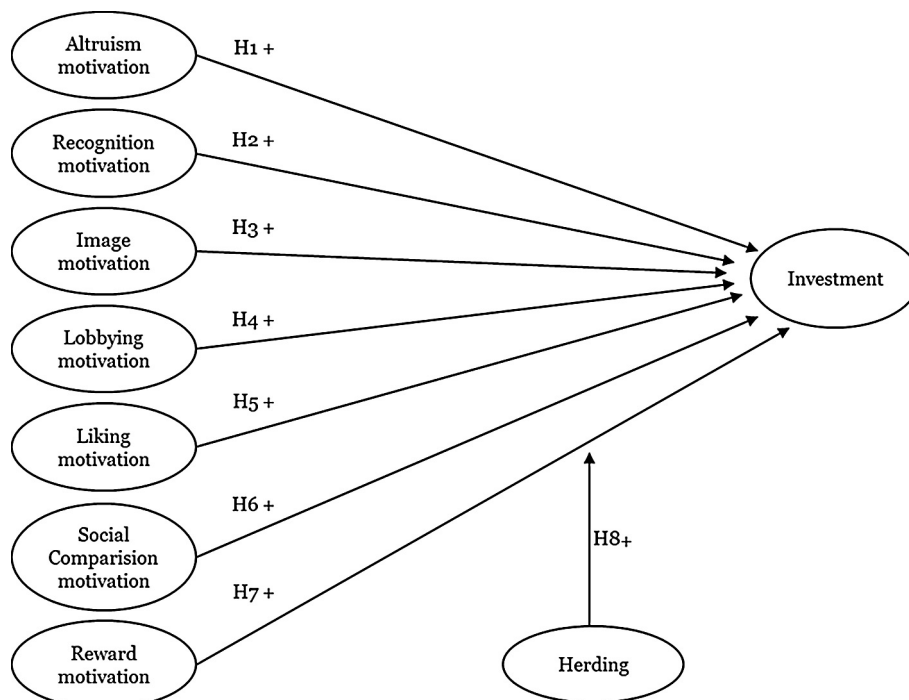 Altruism
motivation
H1 +
Recognition
motivation
H2 +
Image
motivation
H3 +
Investment
Lobbying
motivation
H4 +
Liking
motivation
H5 +
Social
Comparision
motivation
H6 +
H8+
Reward
motivation
H7 +
Herding